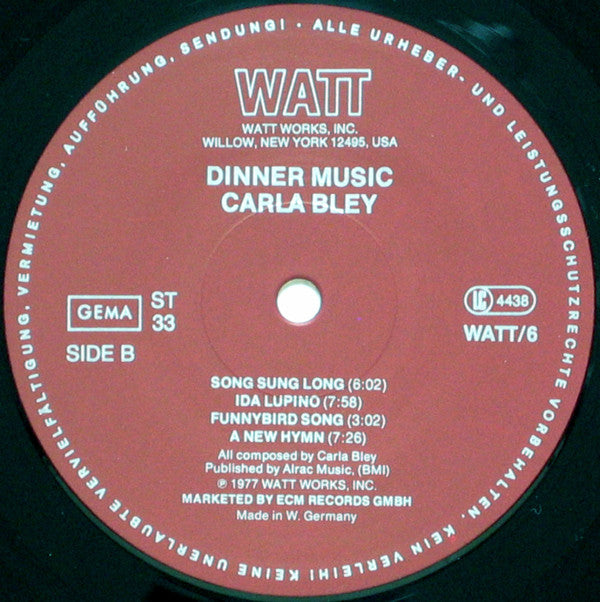 WATT
WATT WORKS, INC.
WILLOW, NEW YORK 12495, USA
DINNER MUSIC
CARLA BLEY
GEMA
ST
33
SIDE B
LC 4438
WATT/6
SONG SUNG LONG (6:02)
IDA LUPINO (7:58)
FUNNYBIRD SONG (3:02)
A NEW HYMN (7:26)
All composed by Carla Bley
Published by Alrac Music, (BMI)
℗ 1977 WATT WORKS, INC.
MARKETED BY ECM RECORDS GMBH
Made in W. Germany
ALLE URHEBER- UND LEISTUNGSSCHUTZRECHTE VORBEHALTEN. KEIN VERLEIH! KEINE UNERLAUBTE VERVIELFÄLTIGUNG, VERMIETUNG, AUFFÜHRUNG, SENDUNG! ·